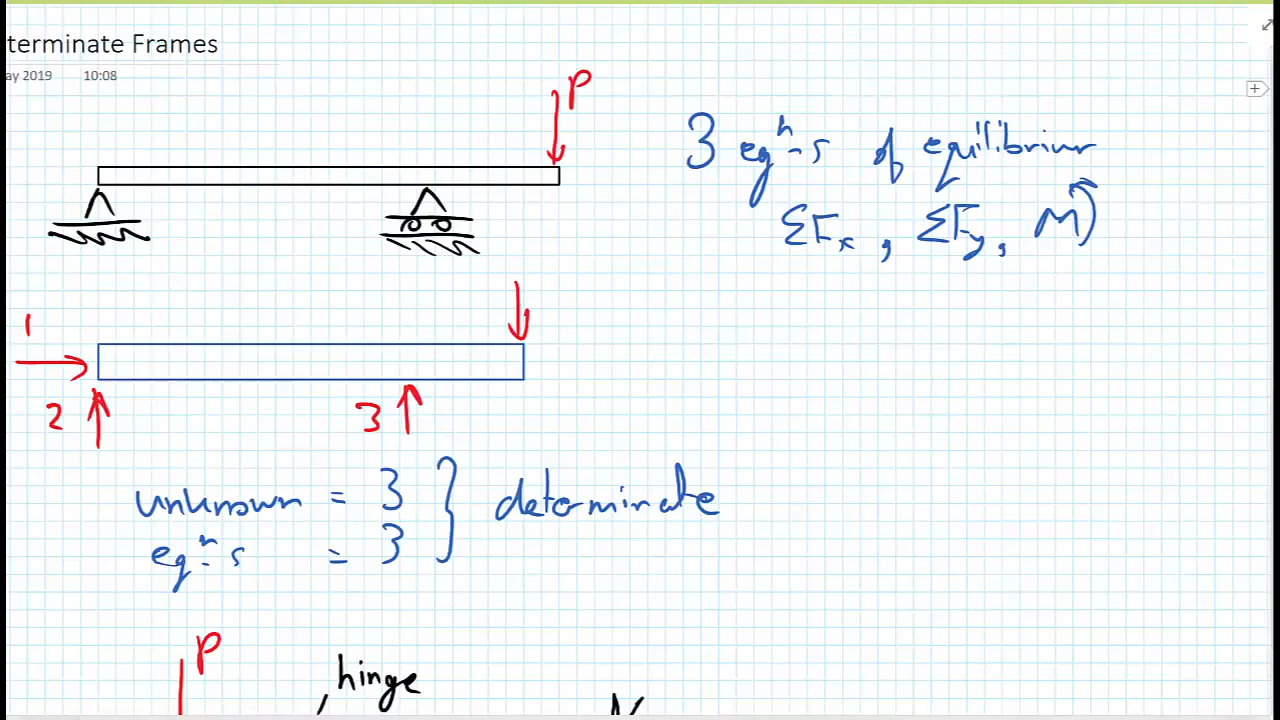 terminate Frames
ay 2019 10:08
P
3 eqⁿ-s of equilibrium
ΣFx, ΣFy, M
1
2
3
unknown = 3
eqⁿ-s = 3
} determinate
P
hinge